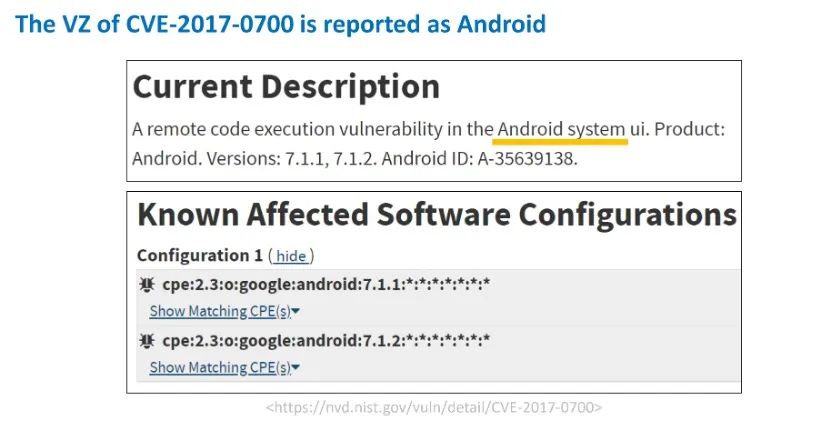 The VZ of CVE-2017-0700 is reported as Android
Current Description
A remote code execution vulnerability in the Android system ui. Product:
Android. Versions: 7.1.1, 7.1.2. Android ID: A-35639138.
Known Affected Software Configurations
Configuration 1 ( hide )
cpe:2.3:o:google:android:7.1.1:*:*:*:*:*:*:*
Show Matching CPE(s)
cpe:2.3:o:google:android:7.1.2:*:*:*:*:*:*:*
Show Matching CPE(s)
<https://nvd.nist.gov/vuln/detail/CVE-2017-0700>